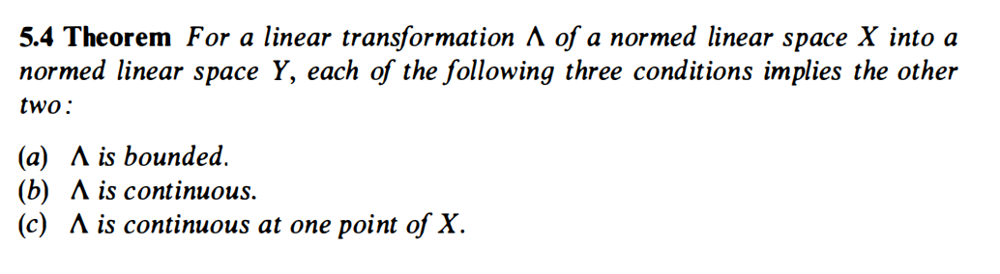 5.4 Theorem For a linear transformation Λ of a normed linear space X into a
normed linear space Y, each of the following three conditions implies the other
two:
(a) Λ is bounded.
(b) Λ is continuous.
(c) Λ is continuous at one point of X.